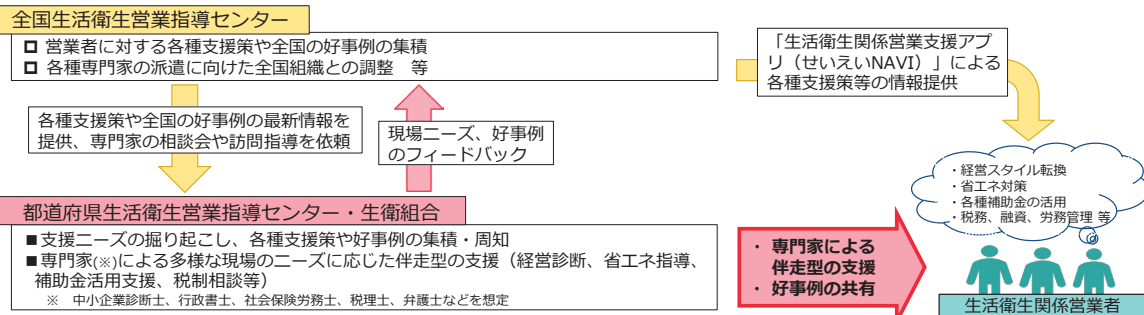 全国生活衛生営業指導センター
営業者に対する各種支援策や全国の好事例の集積
各種専門家の派遣に向けた全国組織との調整　等
「生活衛生関係営業支援アプ
リ（せいえいNAVI）」による
各種支援策等の情報提供
各種支援策や全国の好事例の最新情報を
提供、専門家の相談会や訪問指導を依頼
現場ニーズ、好事例
のフィードバック
・経営スタイル転換
・省エネ対策
・各種補助金の活用
・税務、融資、労務管理 等
都道府県生活衛生営業指導センター・生衛組合
■支援ニーズの掘り起こし、各種支援策や好事例の集積・周知
■専門家(※)による多様な現場のニーズに応じた伴走型の支援（経営診断、省エネ指導、
補助金活用支援、税制相談等）
※　中小企業診断士、行政書士、社会保険労務士、税理士、弁護士などを想定
・ 専門家による
伴走型の支援
・ 好事例の共有
生活衛生関係営業者